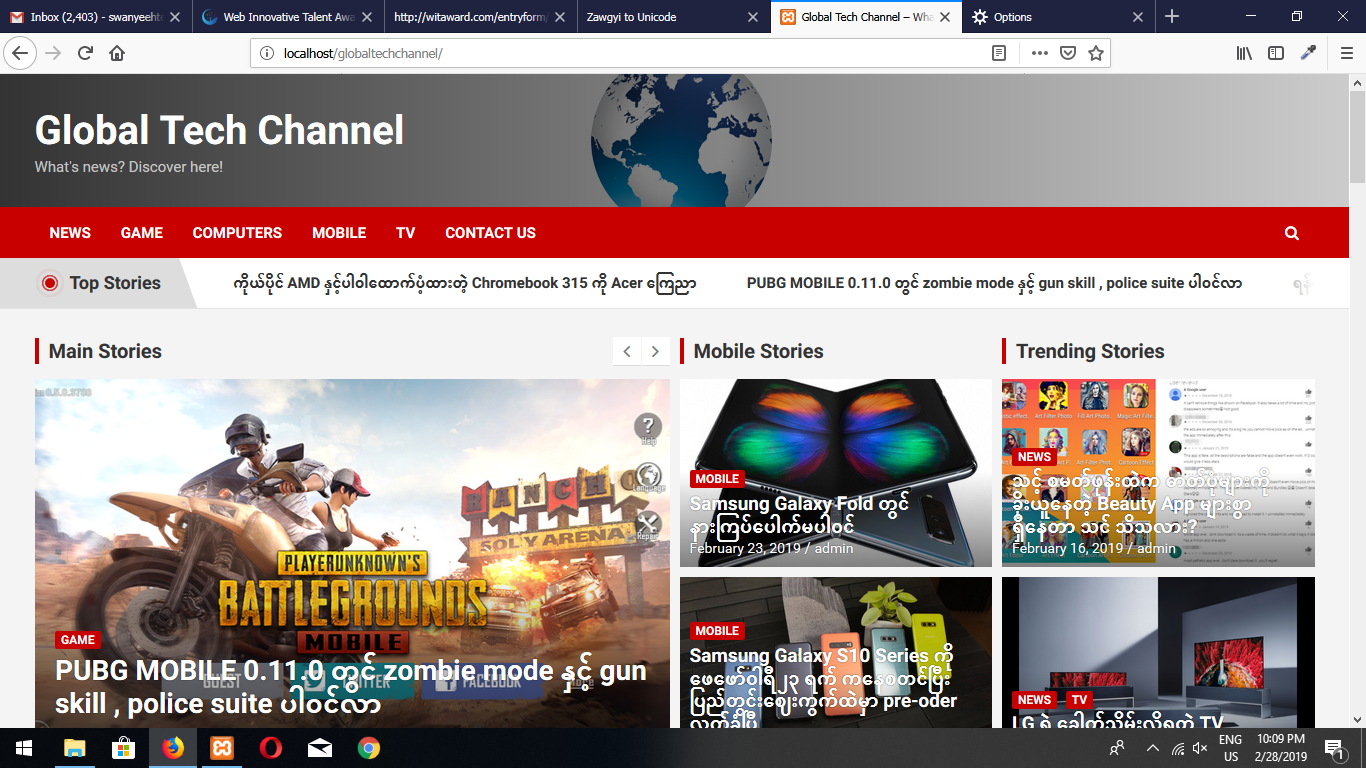 Inbox (2,403) - swanyeeht
Web Innovative Talent Awa
http://witaward.com/entryform/
Zawgyi to Unicode
Global Tech Channel – Wha
Options
localhost/globaltechchannel/
Global Tech Channel
What's news? Discover here!
NEWS GAME COMPUTERS MOBILE TV CONTACT US
Top Stories
ကိုယ်ပိုင် AMD နှင့်ပါဝါထောက်ပံ့ထားတဲ့ Chromebook 315 ကို Acer ကြေညာ
PUBG MOBILE 0.11.0 တွင် zombie mode နှင့် gun skill , police suite ပါဝင်လာ
Main Stories
Help
Language
Repair
RANCHO
SOLY ARENA
PLAYERUNKNOWN'S
BATTLEGROUNDS
MOBILE
GUEST
TWITTER
FACEBOOK
GAME
PUBG MOBILE 0.11.0 တွင် zombie mode နှင့် gun
skill , police suite ပါဝင်လာ
Mobile Stories
MOBILE
Samsung Galaxy Fold တွင်
နားကြပ်ပေါက်မပါဝင်
February 23, 2019 / admin
MOBILE
Samsung Galaxy S10 Series ကို
ဖေဖော်ဝါရီ၂၃ ရက် ကနေစတင်ပြီး
ပြည်တွင်းဈေးကွက်ထဲမှာ pre-oder
လက်ခံပြီ
Trending Stories
NEWS
သင့် စမတ်ဖုန်းထဲက ဓာတ်ပုံများကို
ခိုးယူနေတဲ့ Beauty App များစွာ
ရှိနေတာ သင် သိသလား?
February 16, 2019 / admin
NEWS TV
LG ရဲ့ ခေါက်သိမ်းလို့ရတဲ့ TV
ENG
US
10:09 PM
2/28/2019
1